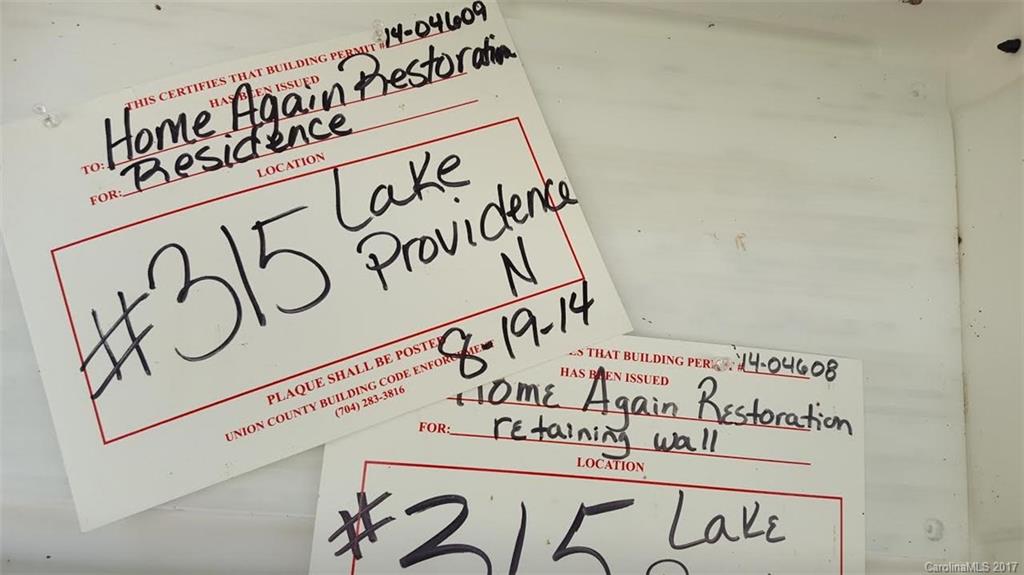 THIS CERTIFIES THAT BUILDING PERMIT # 14-04609
HAS BEEN ISSUED
TO: Home Again Restoration
FOR: Residence
LOCATION
#315 Lake
Providence
N
8-19-14
PLAQUE SHALL BE POSTED
UNION COUNTY BUILDING CODE ENFORCEMENT
(704) 283-3816
THAT BUILDING 14-04608
HAS BEEN ISSUED
Home Again Restoration
FOR: retaining wall
LOCATION
#315 Lake
CarolinaMLS 2017